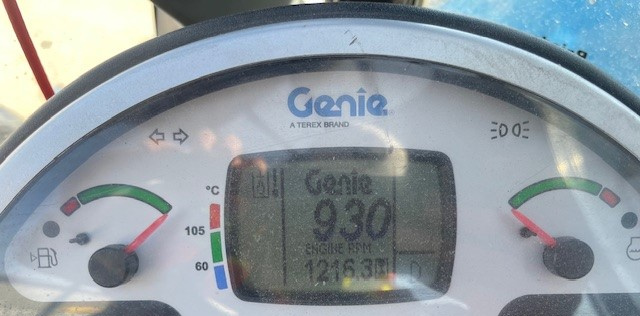 Genie
A TEREX BRAND
°C
105
60
Genie
930
ENGINE RPM
1216.3